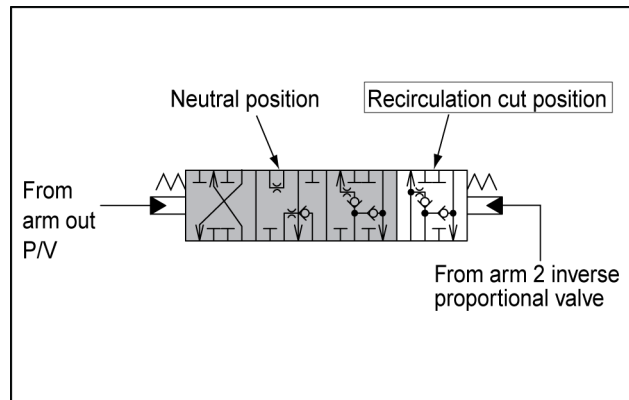 Neutral position
Recirculation cut position
From
arm out
P/V
From arm 2 inverse
proportional valve